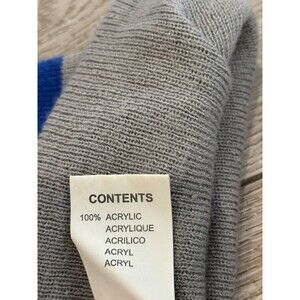 CONTENTS
100% ACRYLIC
ACRYLIQUE
ACRILICO
ACRYL
ACRYL